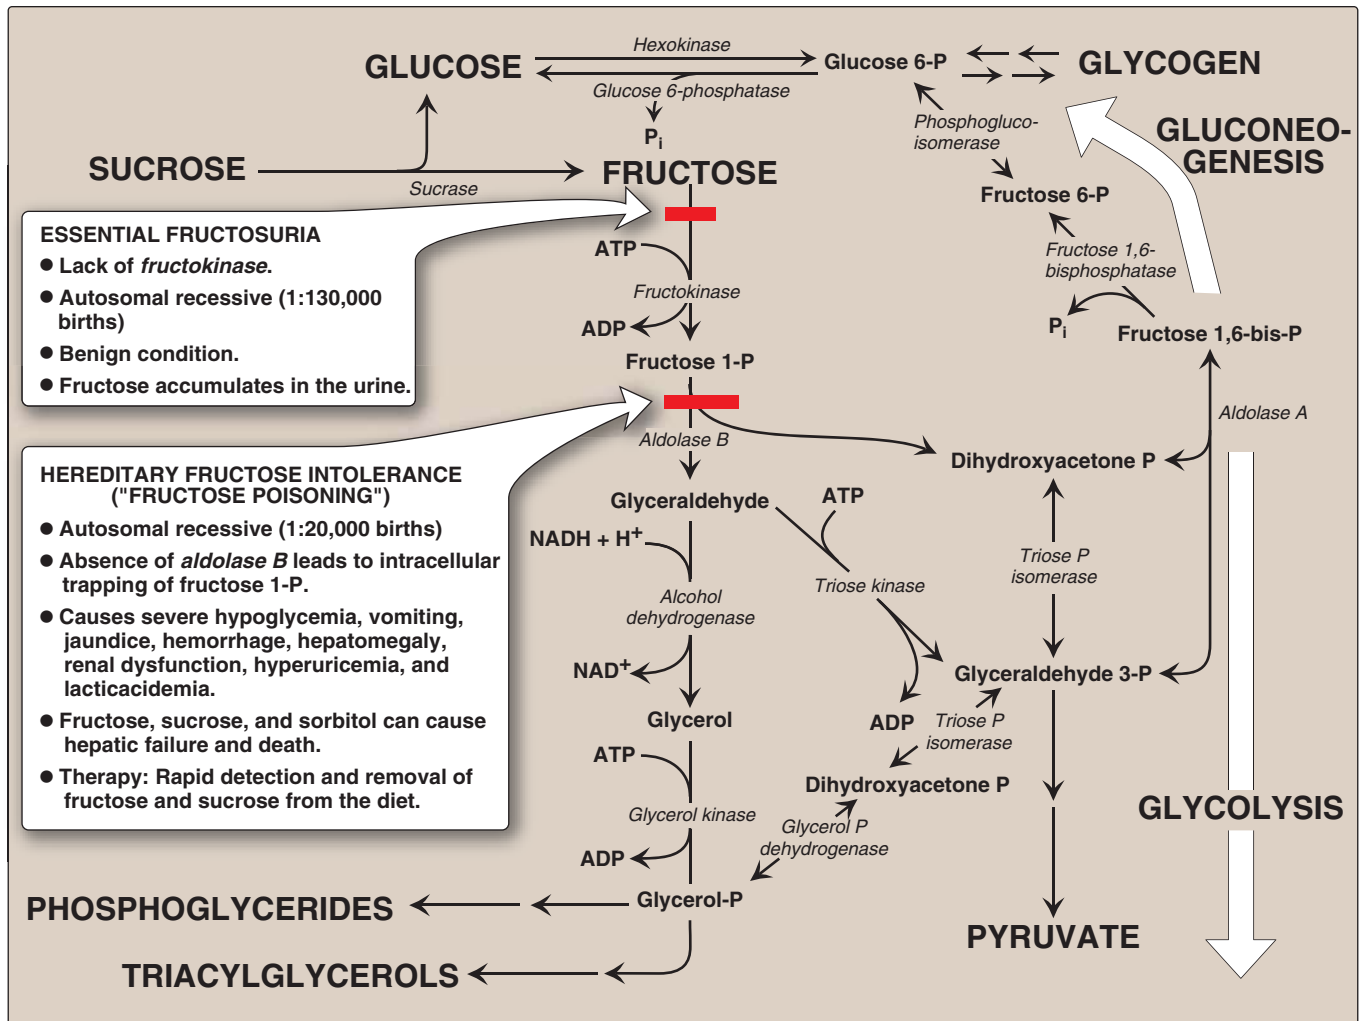 Hexokinase
GLUCOSE
Glucose 6-P
GLYCOGEN
Glucose 6-phosphatase
Pi
Phosphogluco-
isomerase
GLUCONEO-
GENESIS
SUCROSE
Sucrase
FRUCTOSE
Fructose 6-P
ESSENTIAL FRUCTOSURIA
● Lack of fructokinase.
● Autosomal recessive (1:130,000
births)
● Benign condition.
● Fructose accumulates in the urine.
ATP
Fructokinase
ADP
Fructose 1,6-
bisphosphatase
Pi
Fructose 1,6-bis-P
Fructose 1-P
Aldolase A
Aldolase B
Dihydroxyacetone P
HEREDITARY FRUCTOSE INTOLERANCE
("FRUCTOSE POISONING")
● Autosomal recessive (1:20,000 births)
● Absence of aldolase B leads to intracellular
trapping of fructose 1-P.
● Causes severe hypoglycemia, vomiting,
jaundice, hemorrhage, hepatomegaly,
renal dysfunction, hyperuricemia, and
lacticacidemia.
● Fructose, sucrose, and sorbitol can cause
hepatic failure and death.
● Therapy: Rapid detection and removal of
fructose and sucrose from the diet.
Glyceraldehyde
ATP
NADH + H+
Triose kinase
Triose P
isomerase
Alcohol
dehydrogenase
NAD+
Glyceraldehyde 3-P
Glycerol
ADP
Triose P
isomerase
ATP
Dihydroxyacetone P
Glycerol kinase
Glycerol P
dehydrogenase
GLYCOLYSIS
ADP
Glycerol-P
PHOSPHOGLYCERIDES
PYRUVATE
TRIACYLGLYCEROLS